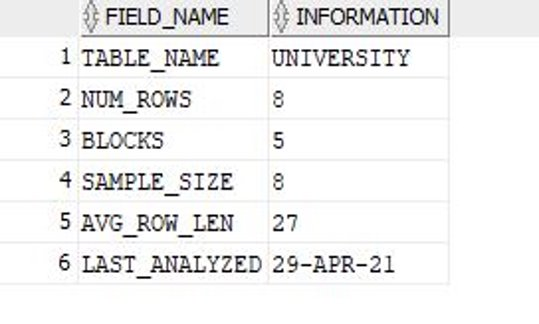 FIELD_NAME INFORMATION
1 TABLE_NAME UNIVERSITY
2 NUM_ROWS 8
3 BLOCKS 5
4 SAMPLE_SIZE 8
5 AVG_ROW_LEN 27
6 LAST_ANALYZED 29-APR-21